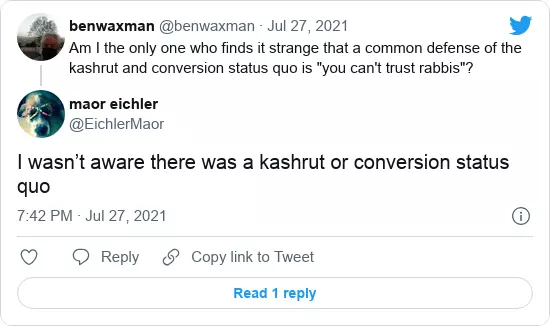 benwaxman @benwaxman · Jul 27, 2021
Am I the only one who finds it strange that a common defense of the
kashrut and conversion status quo is "you can't trust rabbis"?
maor eichler
@EichlerMaor
I wasn’t aware there was a kashrut or conversion status
quo
7:42 PM · Jul 27, 2021
Reply Copy link to Tweet
Read 1 reply